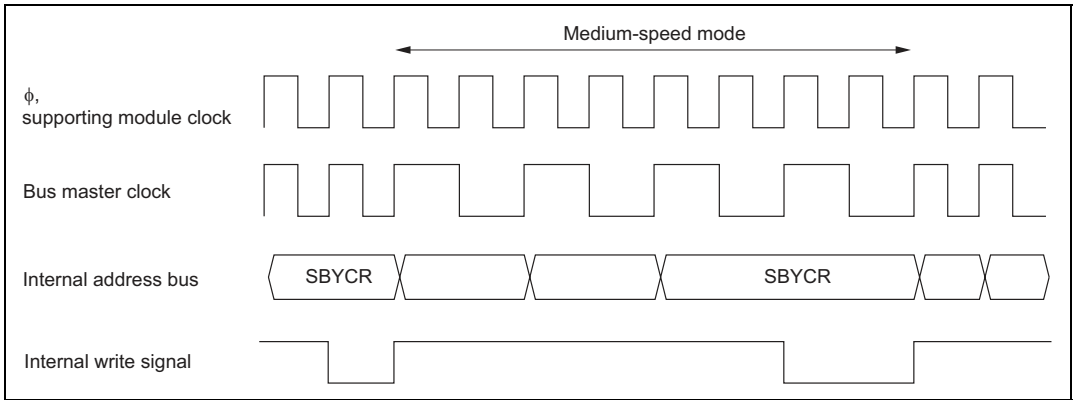 Medium-speed mode
ϕ,
supporting module clock
Bus master clock
Internal address bus
SBYCR
SBYCR
Internal write signal